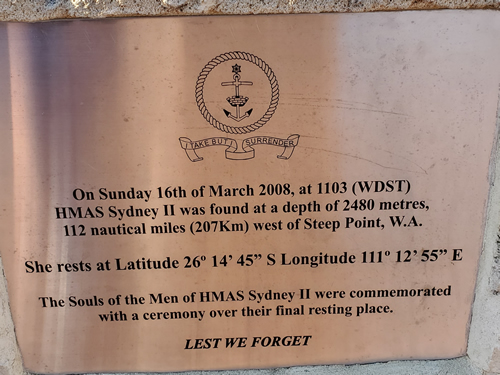 TAKE BUT SURRENDER
On Sunday 16th of March 2008, at 1103 (WDST)
HMAS Sydney II was found at a depth of 2480 metres,
112 nautical miles (207Km) west of Steep Point, W.A.
She rests at Latitude 26º 14' 45” S Longitude 111º 12' 55” E
The Souls of the Men of HMAS Sydney II were commemorated
with a ceremony over their final resting place.
LEST WE FORGET